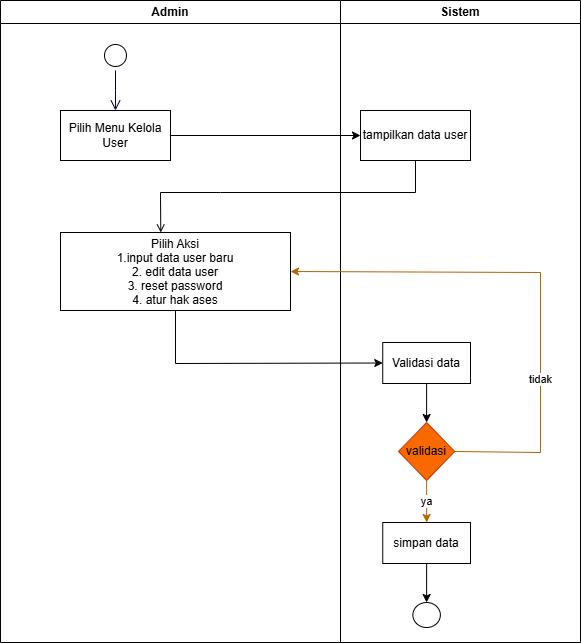 Admin
Sistem
Pilih Menu Kelola
User
tampilkan data user
Pilih Aksi
1.input data user baru
2. edit data user
3. reset password
4. atur hak ases
Validasi data
tidak
validasi
ya
simpan data